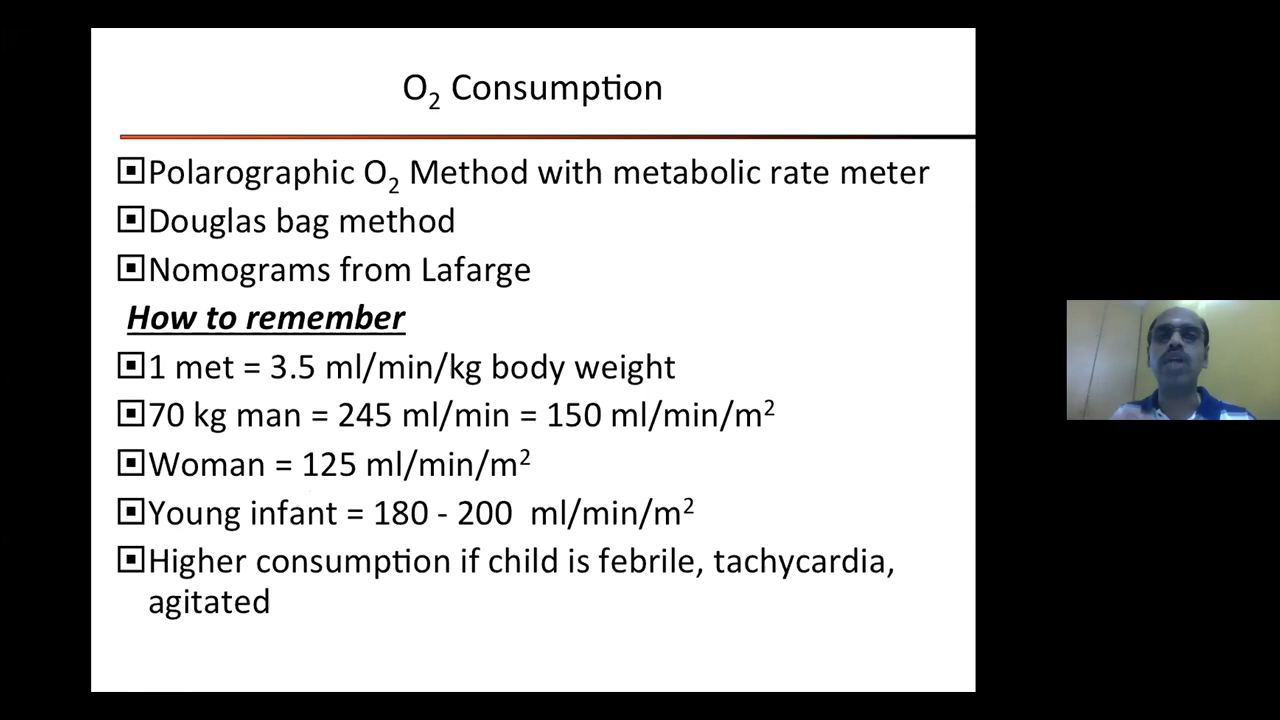 O₂ Consumption
Polarographic O₂ Method with metabolic rate meter
Douglas bag method
Nomograms from Lafarge
How to remember
1 met = 3.5 ml/min/kg body weight
70 kg man = 245 ml/min = 150 ml/min/m²
Woman = 125 ml/min/m²
Young infant = 180 - 200 ml/min/m²
Higher consumption if child is febrile, tachycardia,
agitated